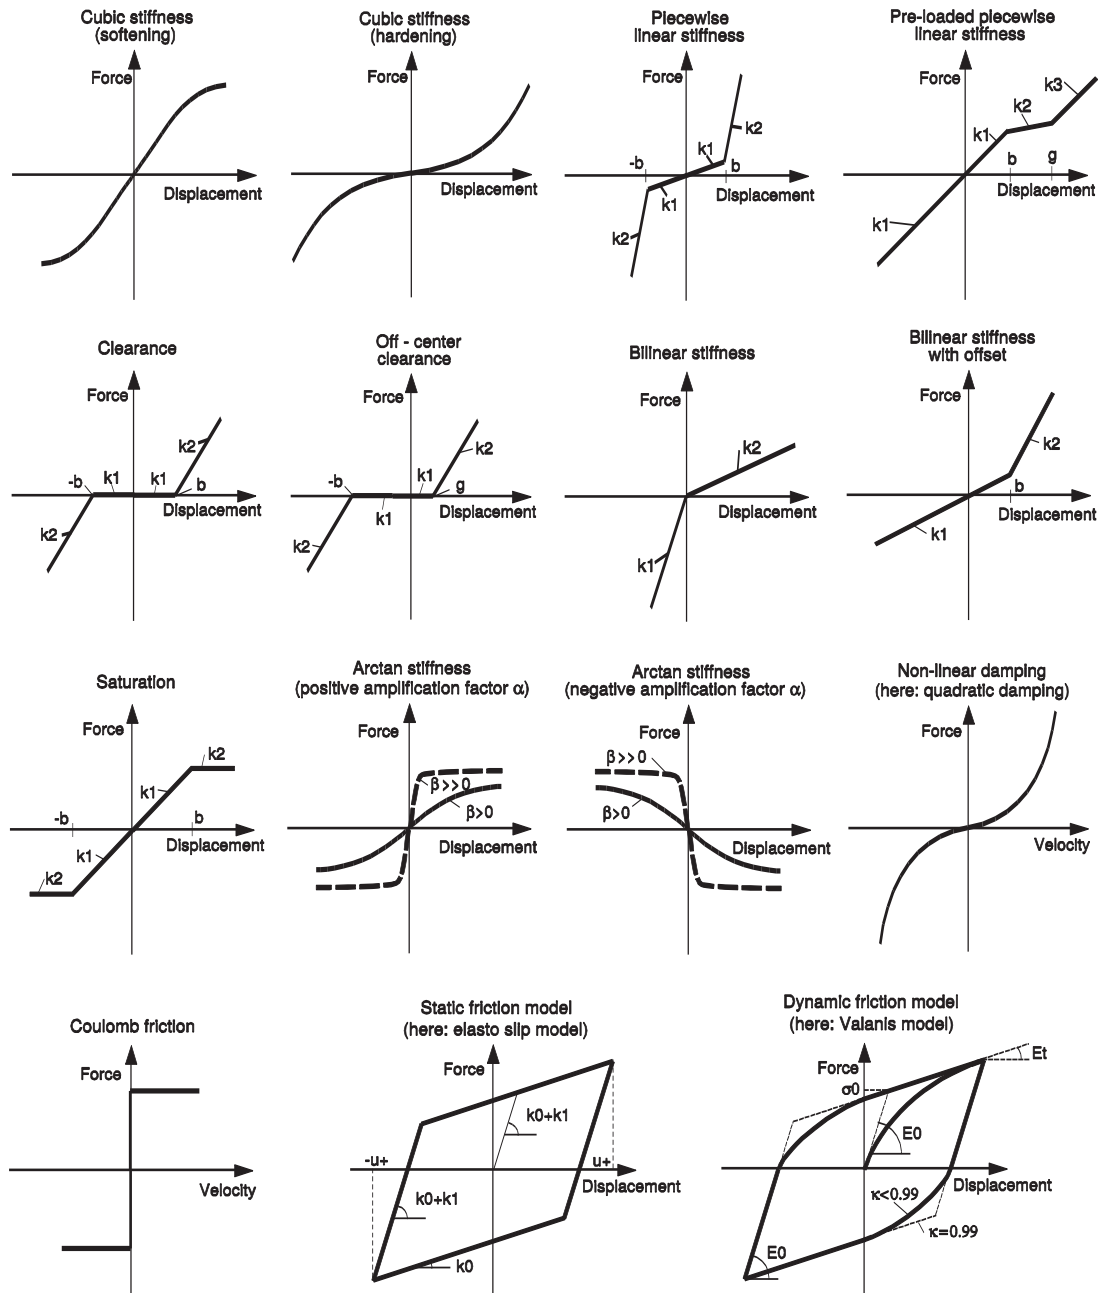 Cubic stiffness
(softening)
Force
Displacement
Cubic stiffness
(hardening)
Force
Displacement
Piecewise
linear stiffness
Force
k2
k1
-b
b
Displacement
k1
k2
Pre-loaded piecewise
linear stiffness
Force
k3
k2
k1
b
g
Displacement
k1
Clearance
Force
k2
-b
k1
k1
b
Displacement
k2
Off - center
clearance
Force
k2
-b
k1
g
k1
Displacement
k2
Bilinear stiffness
Force
k2
Displacement
k1
Bilinear stiffness
with offset
Force
k2
b
Displacement
k1
Saturation
Force
k2
k1
-b
b
Displacement
k1
k2
Arctan stiffness
(positive amplification factor α)
Force
β>>0
β>0
Displacement
Arctan stiffness
(negative amplification factor α)
Force
β>>0
β>0
Displacement
Non-linear damping
(here: quadratic damping)
Force
Velocity
Coulomb friction
Force
Velocity
Static friction model
(here: elasto slip model)
Force
k0+k1
-u+
u+
Displacement
k0+k1
k0
Dynamic friction model
(here: Valanis model)
Force
Et
σ0
E0
Displacement
κ<0.99
κ=0.99
E0